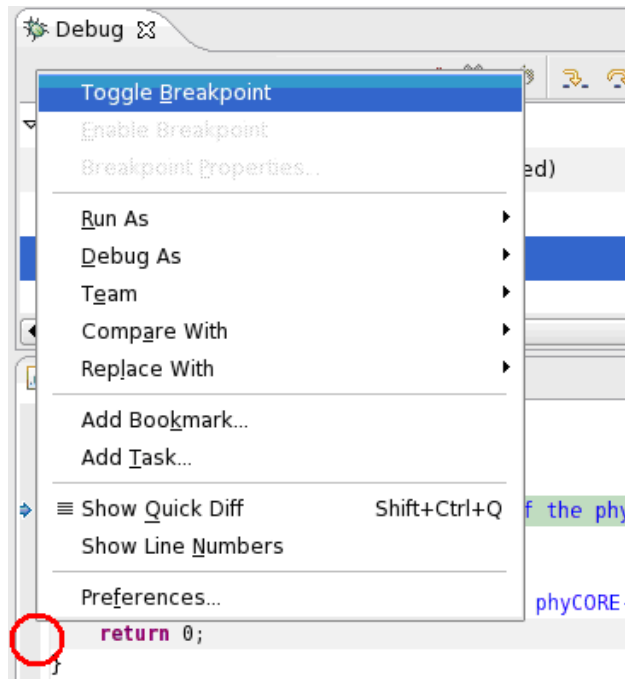 Debug
Toggle Breakpoint
Enable Breakpoint
Breakpoint Properties. .
ed)
Run As
Debug As
Team
Compare With
Replace With
Add Bookmark...
Add Task...
Show Quick Diff Shift+Ctrl+Q
f the phy
Show Line Numbers
Preferences...
phyCORE-
return 0;
}